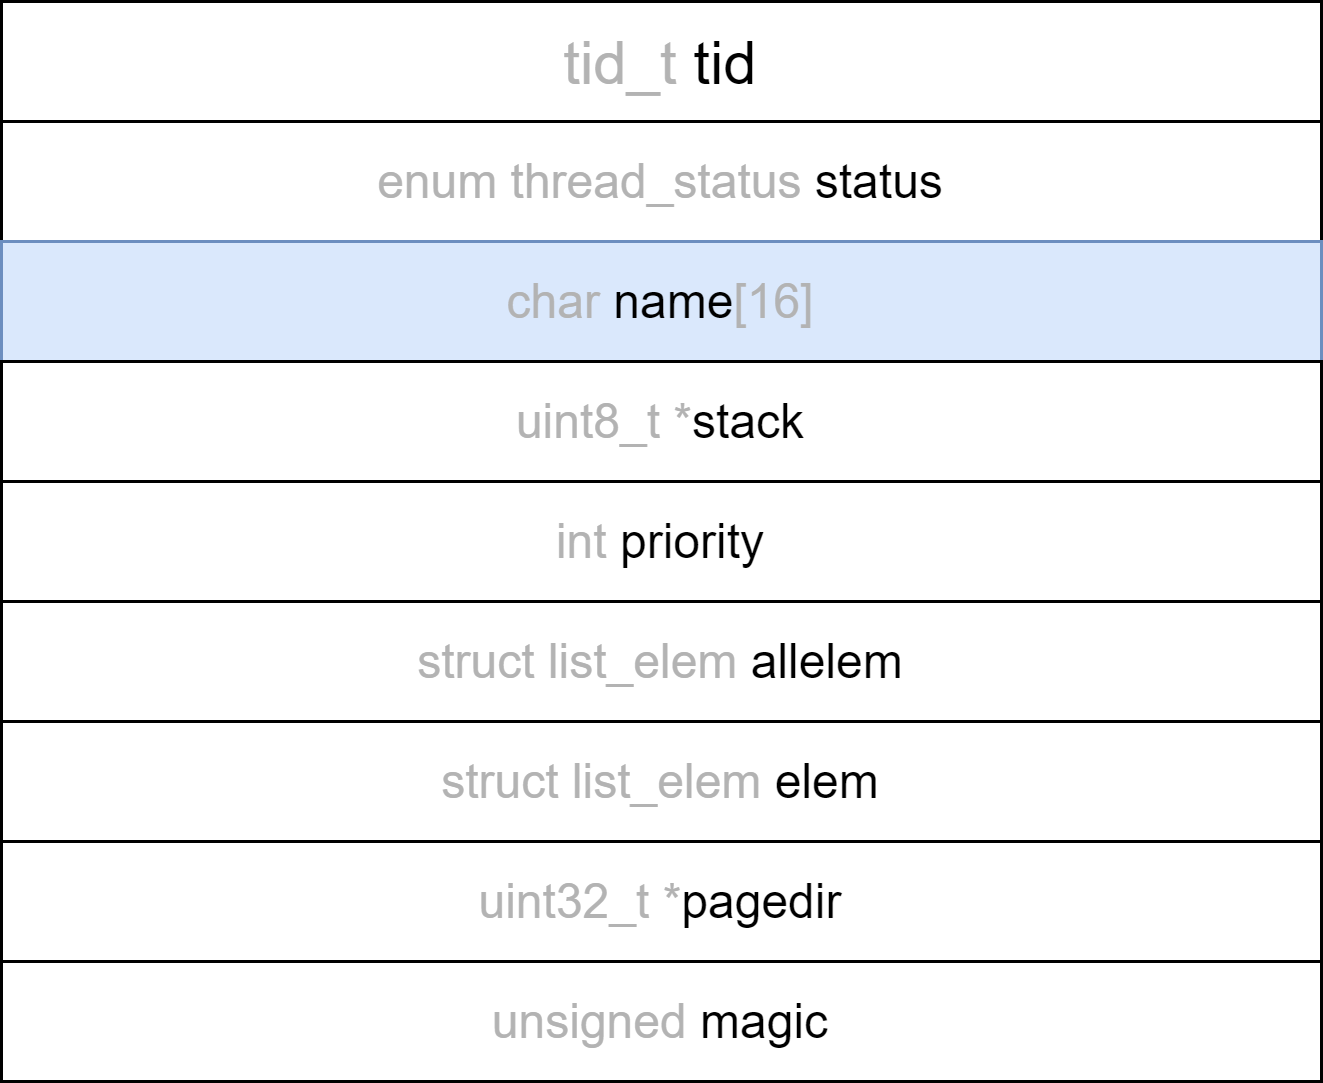 tid_t tid
enum thread_status status
char name[16]
uint8_t *stack
int priority
struct list_elem allelem
struct list_elem elem
uint32_t *pagedir
unsigned magic